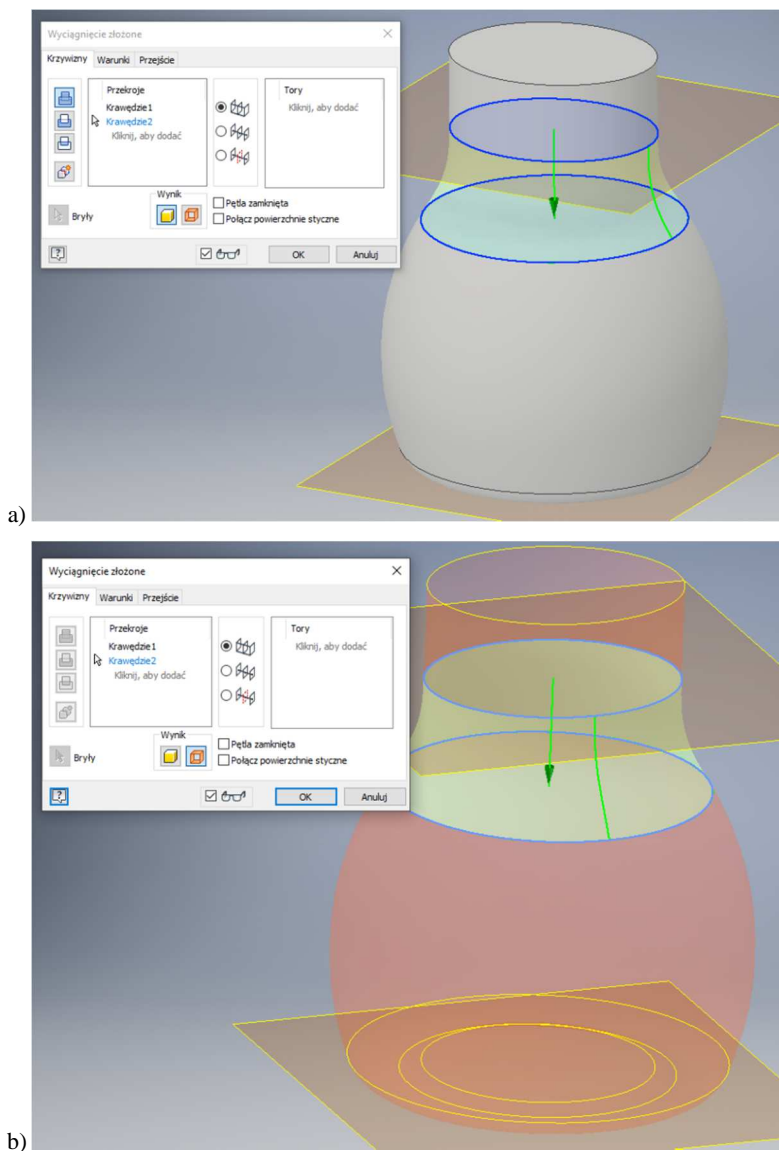 Wyciągnięcie złożone
Krzywizny Warunki Przejście
Przekroje
Krawędzie1
Krawędzie2
Kliknij, aby dodać
Tory
Kliknij, aby dodać
Bryły
Wynik
Pętla zamknięta
Połącz powierzchnie styczne
OK Anuluj
a)
Wyciągnięcie złożone
Krzywizny Warunki Przejście
Przekroje
Krawędzie1
Krawędzie2
Kliknij, aby dodać
Tory
Kliknij, aby dodać
Bryły
Wynik
Pętla zamknięta
Połącz powierzchnie styczne
OK Anuluj
b)